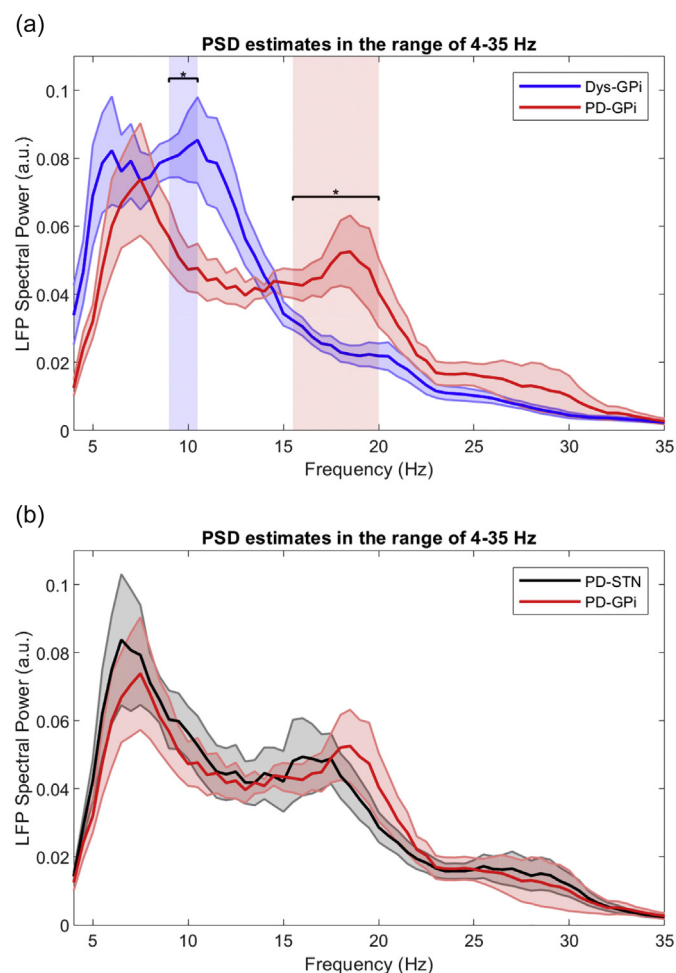 (a)
PSD estimates in the range of 4-35 Hz
*
*
Dys-GPi
PD-GPi
LFP Spectral Power (a.u.)
0.1
0.08
0.06
0.04
0.02
0
5 10 15 20 25 30 35
Frequency (Hz)
(b)
PSD estimates in the range of 4-35 Hz
PD-STN
PD-GPi
LFP Spectral Power (a.u.)
0.1
0.08
0.06
0.04
0.02
0
5 10 15 20 25 30 35
Frequency (Hz)